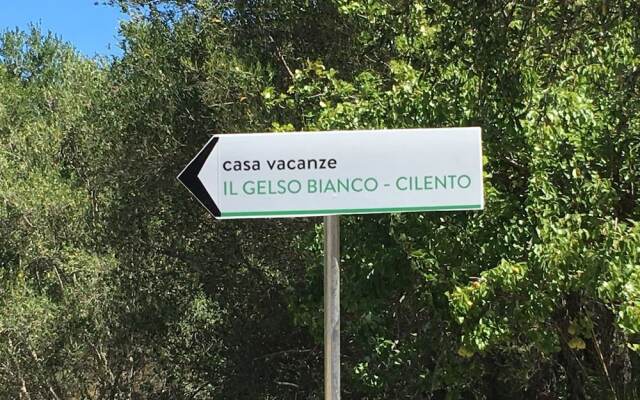 casa vacanze
IL GELSO BIANCO - CILENTO